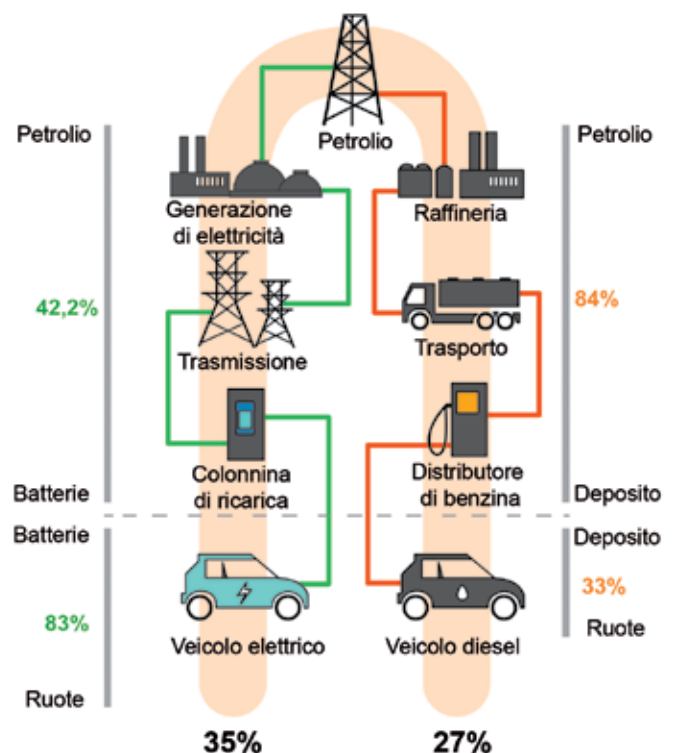 Petrolio
Petrolio
Petrolio
Generazione
di elettricità
Raffineria
42,2%
84%
Trasmissione
Trasporto
Colonnina
di ricarica
Distributore
di benzina
Batterie
Deposito
Batterie
Deposito
83%
33%
Veicolo elettrico
Veicolo diesel
Ruote
Ruote
35%
27%